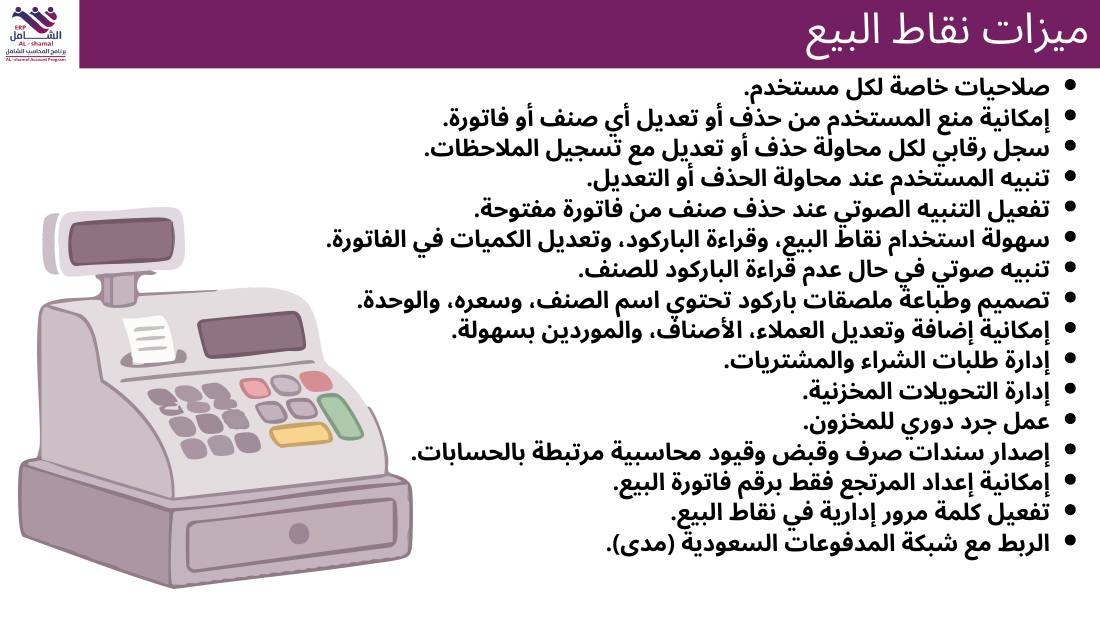 ميزات نقاط البيع
ERP
الشامل
AL - shamal
برنامج المحاسب الشامل
AL - shamal Account Program
● صلاحيات خاصة لكل مستخدم.
● إمكانية منع المستخدم من حذف أو تعديل أي صنف أو فاتورة.
● سجل رقابي لكل محاولة حذف أو تعديل مع تسجيل الملاحظات.
● تنبيه المستخدم عند محاولة الحذف أو التعديل.
● تفعيل التنبيه الصوتي عند حذف صنف من فاتورة مفتوحة.
● سهولة استخدام نقاط البيع، وقراءة الباركود، وتعديل الكميات في الفاتورة.
● تنبيه صوتي في حال عدم قراءة الباركود للصنف.
● تصميم وطباعة ملصقات باركود تحتوي اسم الصنف، وسعره، والوحدة.
● إمكانية إضافة وتعديل العملاء، الأصناف، والموردين بسهولة.
● إدارة طلبات الشراء والمشتريات.
● إدارة التحويلات المخزنية.
● عمل جرد دوري للمخزون.
● إصدار سندات صرف وقبض وقيود محاسبية مرتبطة بالحسابات.
● إمكانية إعداد المرتجع فقط برقم فاتورة البيع.
● تفعيل كلمة مرور إدارية في نقاط البيع.
● الربط مع شبكة المدفوعات السعودية (مدى).